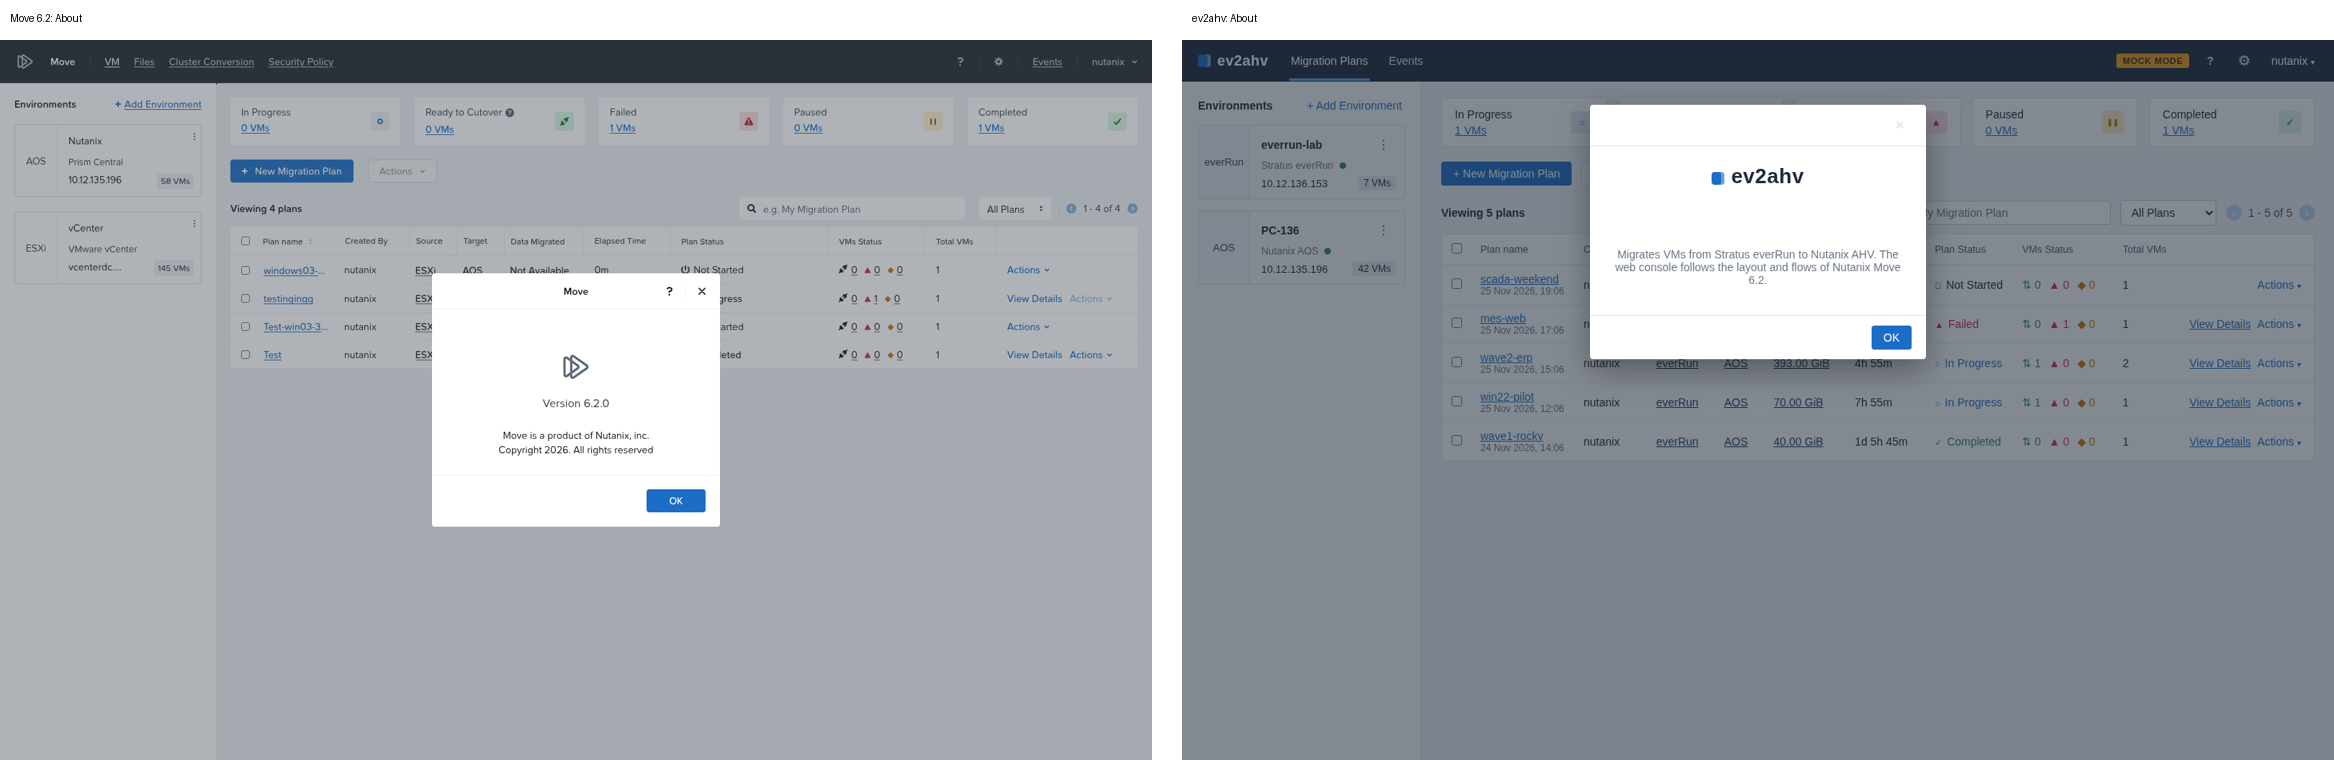 Move 6.2: About
Move VM Files Cluster Conversion Security Policy ? Events nutanix
Environments + Add Environment
AOS
Nutanix
Prism Central
10.12.135.196 58 VMs
ESXi
vCenter
VMware vCenter
vcenterdc.... 145 VMs
In Progress
0 VMs
Ready to Cutover ?
0 VMs
Failed
1 VMs
Paused
0 VMs
Completed
1 VMs
+ New Migration Plan Actions
Viewing 4 plans e.g. My Migration Plan All Plans 1 - 4 of 4
Plan name Created By Source Target Data Migrated Elapsed Time Plan Status VMs Status Total VMs
windows03-... nutanix ESXi AOS Not Available 0m Not Started 0 0 0 1 Actions
testingingg nutanix ESX gress 0 1 0 1 View Details Actions
Test-win03-3... nutanix ESX arted 0 0 0 1 Actions
Test nutanix ESX leted 0 0 0 1 View Details Actions
Move ?
Version 6.2.0
Move is a product of Nutanix, inc.
Copyright 2026. All rights reserved
OK
ev2ahv: About
ev2ahv Migration Plans Events MOCK MODE ? nutanix
Environments + Add Environment
everRun
everrun-lab
Stratus everRun
10.12.136.153 7 VMs
AOS
PC-136
Nutanix AOS
10.12.135.196 42 VMs
In Progress
1 VMs
Paused
0 VMs
Completed
1 VMs
+ New Migration Plan
Viewing 5 plans y Migration Plan All Plans 1 - 5 of 5
Plan name Plan Status VMs Status Total VMs
scada-weekend
25 Nov 2026, 19:06
Not Started 0 0 0 1 Actions
mes-web
25 Nov 2026, 17:06
Failed 0 1 0 1 View Details Actions
wave2-erp
25 Nov 2026, 15:06
nutanix everRun AOS 393.00 GiB 4h 55m In Progress 1 0 0 2 View Details Actions
win22-pilot
25 Nov 2026, 12:06
nutanix everRun AOS 70.00 GiB 7h 55m In Progress 1 0 0 1 View Details Actions
wave1-rocky
24 Nov 2026, 14:06
nutanix everRun AOS 40.00 GiB 1d 5h 45m Completed 0 0 0 1 View Details Actions
ev2ahv
Migrates VMs from Stratus everRun to Nutanix AHV. The
web console follows the layout and flows of Nutanix Move
6.2.
OK